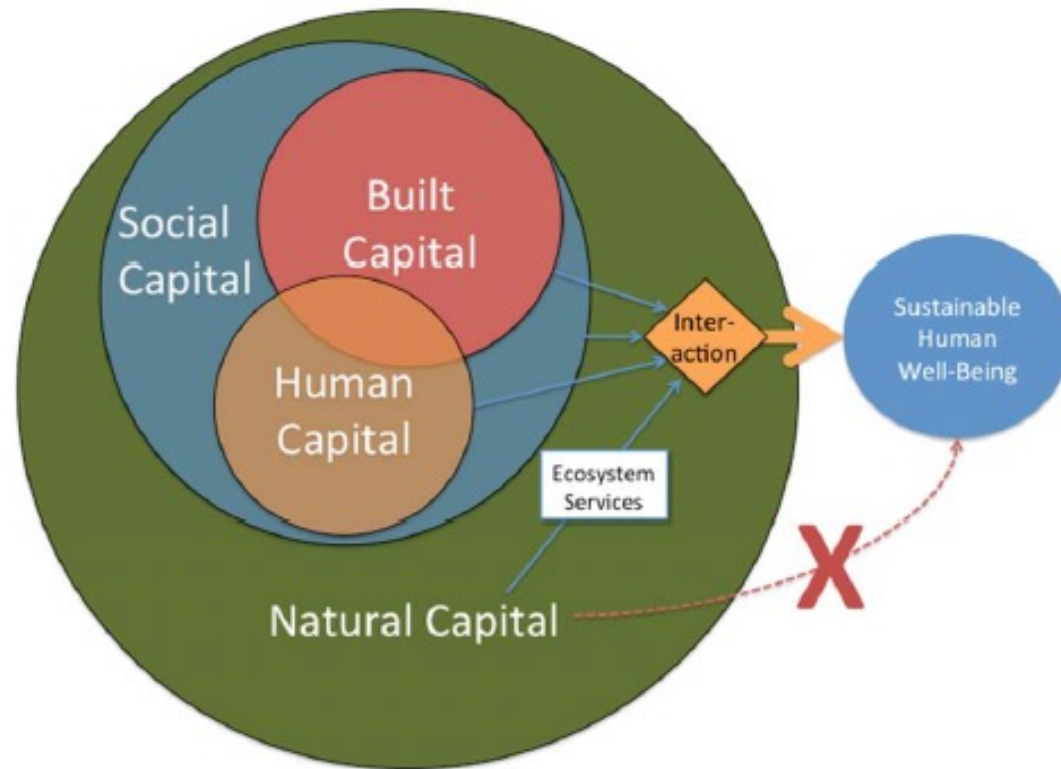 Social
Capital
Built
Capital
Human
Capital
Inter-
action
Sustainable
Human
Well-Being
Ecosystem
Services
Natural Capital
X